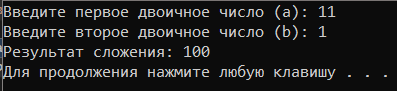 Введите первое двоичное число (a): 11
Введите второе двоичное число (b): 1
Результат сложения: 100
Для продолжения нажмите любую клавишу . . .